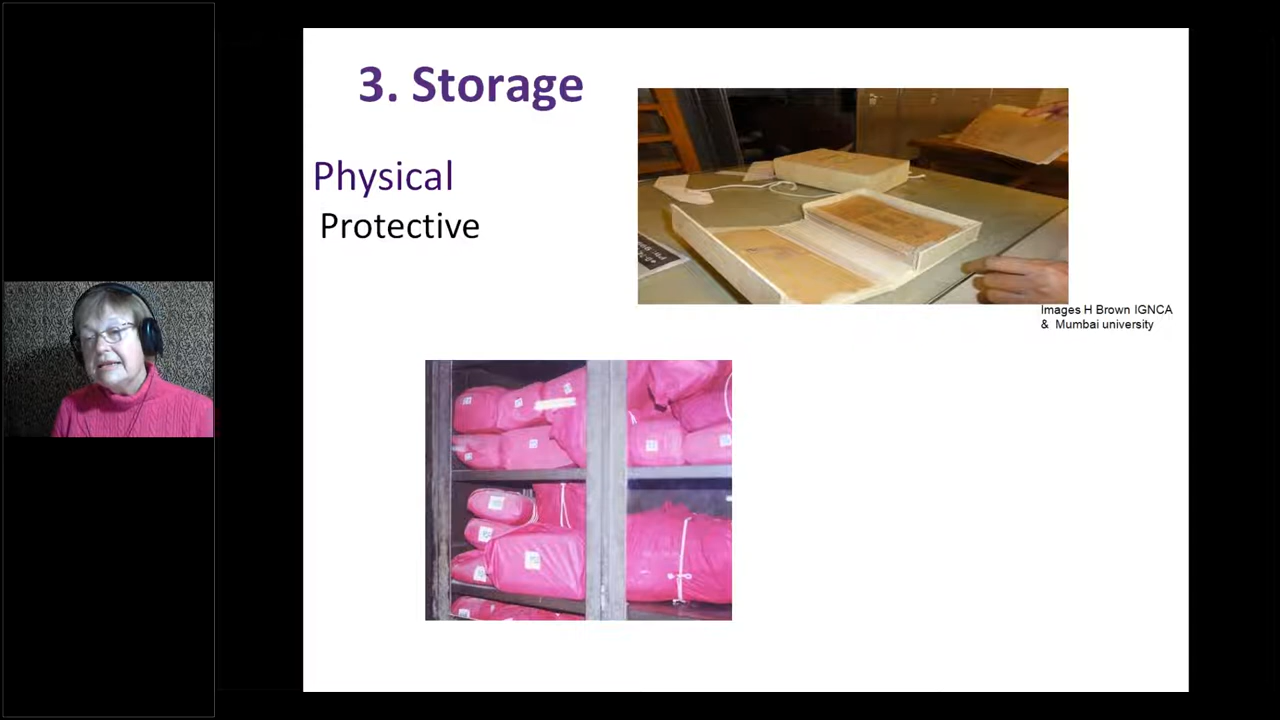 3. Storage
Physical
Protective
Images H Brown IGNCA
& Mumbai university